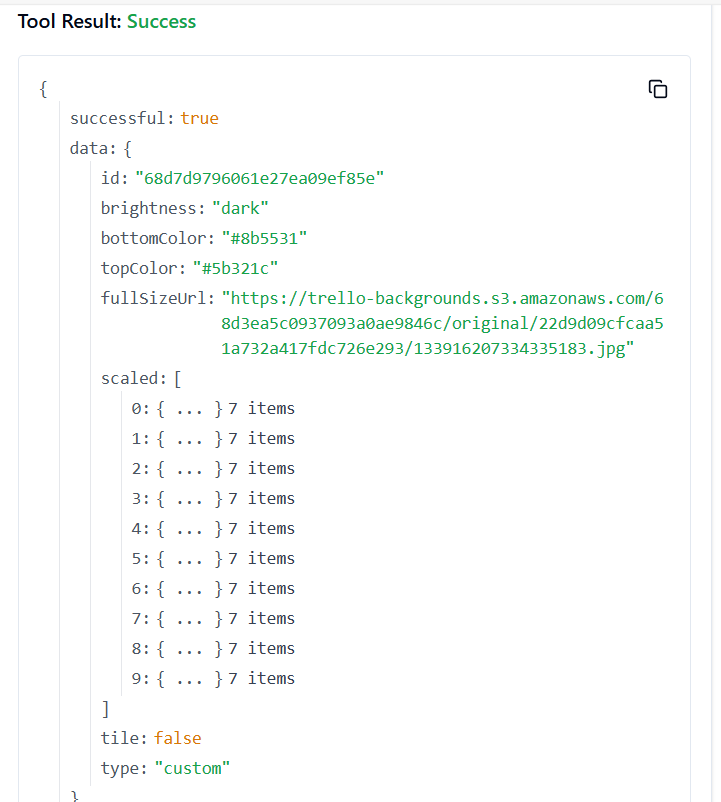 Tool Result: Success
{
successful: true
data: {
id: "68d7d9796061e27ea09ef85e"
brightness: "dark"
bottomColor: "#8b5531"
topColor: "#5b321c"
fullSizeUrl: "https://trello-backgrounds.s3.amazonaws.com/6
8d3ea5c0937093a0ae9846c/original/22d9d09cfcaa5
1a732a417fdc726e293/133916207334335183.jpg"
scaled: [
0: { ... } 7 items
1: { ... } 7 items
2: { ... } 7 items
3: { ... } 7 items
4: { ... } 7 items
5: { ... } 7 items
6: { ... } 7 items
7: { ... } 7 items
8: { ... } 7 items
9: { ... } 7 items
]
tile: false
type: "custom"
}